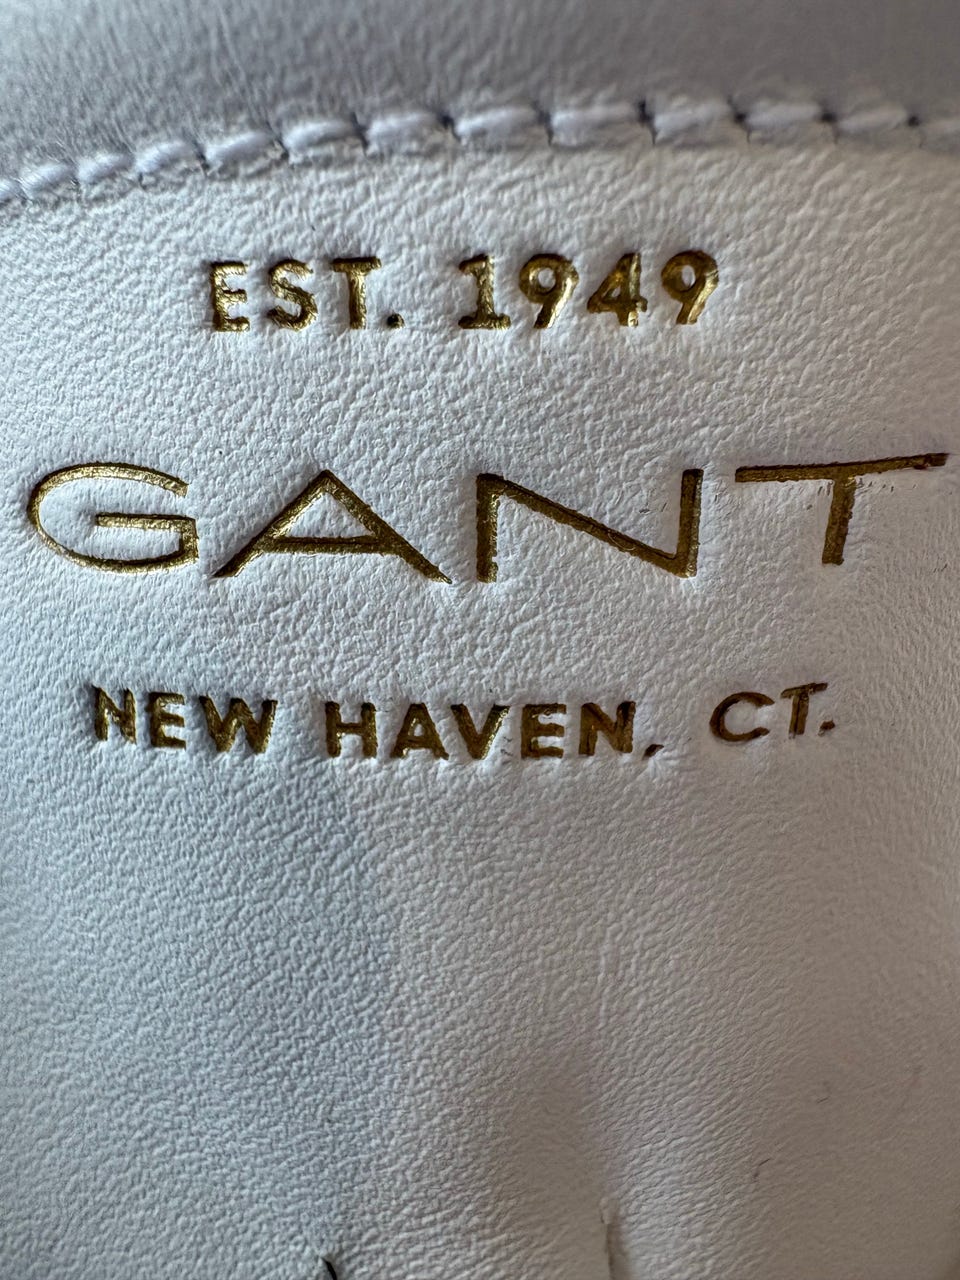 EST. 1949
GANT
NEW HAVEN, CT.